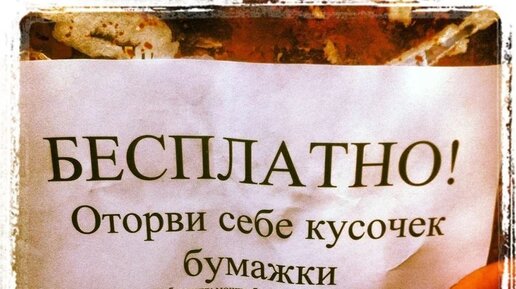 БЕСПЛАТНО!
Оторви себе кусочек
бумажки